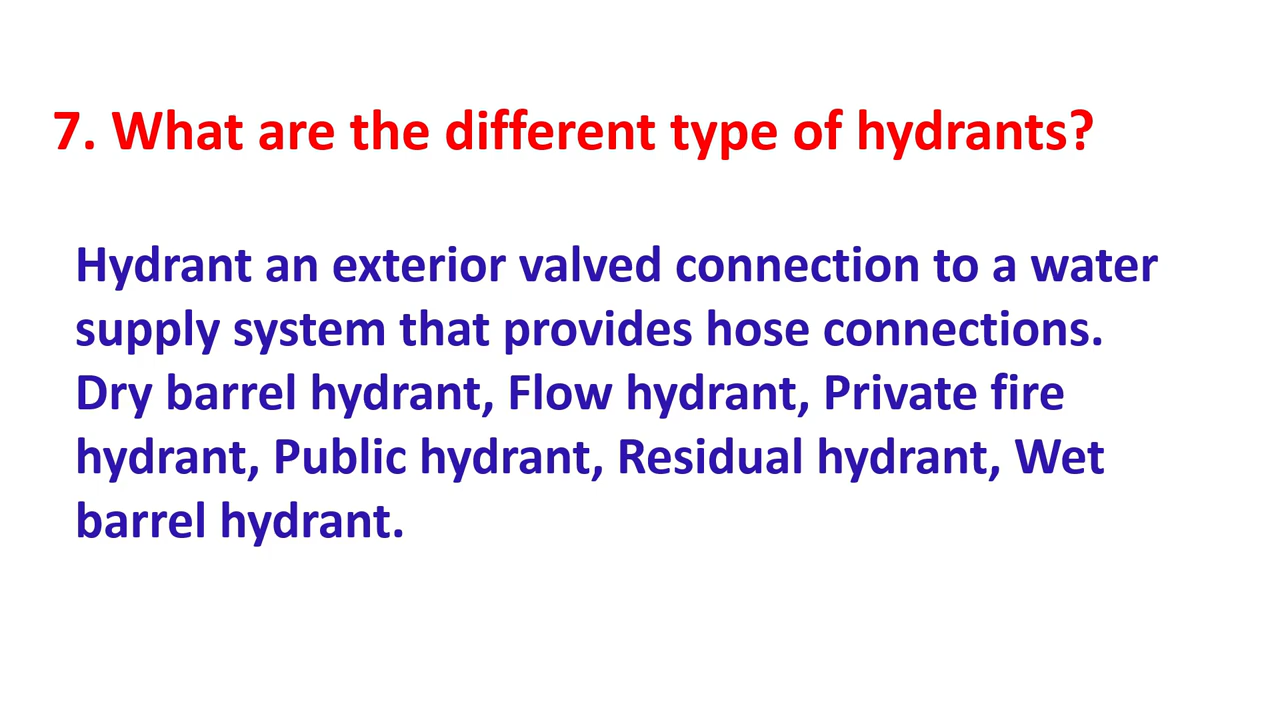 7. What are the different type of hydrants?
Hydrant an exterior valved connection to a water
supply system that provides hose connections.
Dry barrel hydrant, Flow hydrant, Private fire
hydrant, Public hydrant, Residual hydrant, Wet
barrel hydrant.